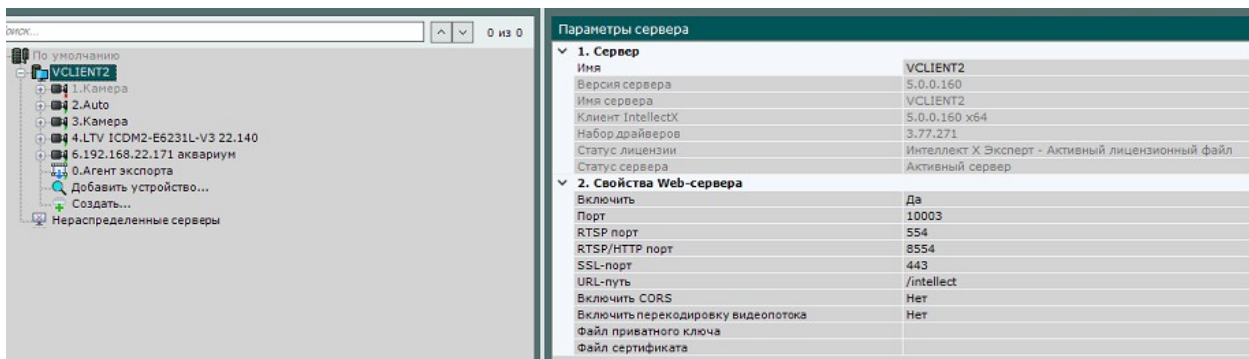 0 из 0
По умолчанию
VCLIENT2
1.Камера
2.Auto
3.Камера
4.LTV ICDM2-E6231L-V3 22.140
6.192.168.22.171 аквариум
0.Агент экспорта
Добавить устройство...
Создать...
Нераспределенные серверы
Параметры сервера
1. Сервер
Имя VCLIENT2
Версия сервера 5.0.0.160
Имя сервера VCLIENT2
Клиент IntellectX 5.0.0.160 x64
Набор драйверов 3.77.271
Статус лицензии Интеллект X Эксперт - Активный лицензионный файл
Статус сервера Активный сервер
2. Свойства Web-сервера
Включить Да
Порт 10003
RTSP порт 554
RTSP/HTTP порт 8554
SSL-порт 443
URL-путь /intellect
Включить CORS Нет
Включить перекодировку видеопотока Нет
Файл приватного ключа
Файл сертификата